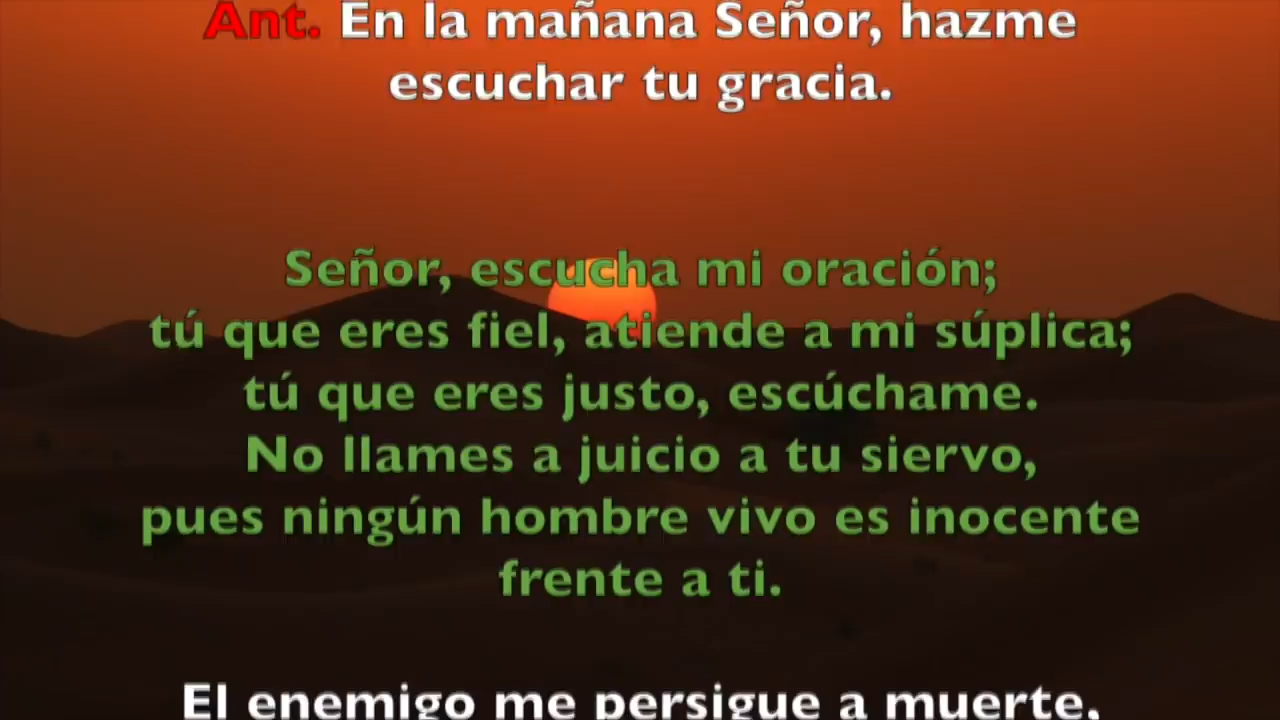 Ant. En la mañana Señor, hazme
escuchar tu gracia.
Señor, escucha mi oración;
tú que eres fiel, atiende a mi súplica;
tú que eres justo, escúchame.
No llames a juicio a tu siervo,
pues ningún hombre vivo es inocente
frente a ti.
El enemigo me persigue a muerte,